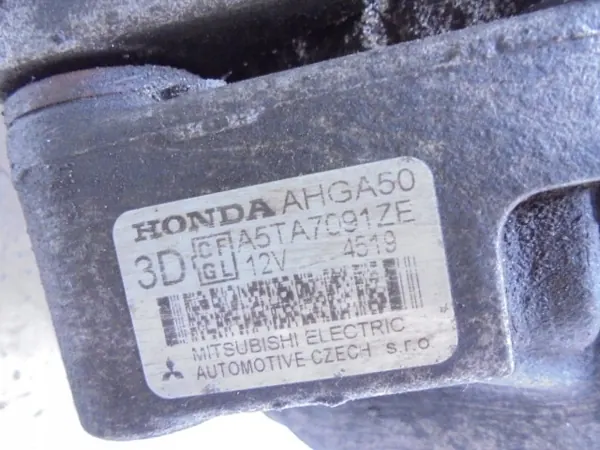 HONDA AHGA50
3D CF A5TA7091ZE
GL 12V 4519
MITSUBISHI ELECTRIC
AUTOMOTIVE CZECH s.r.o